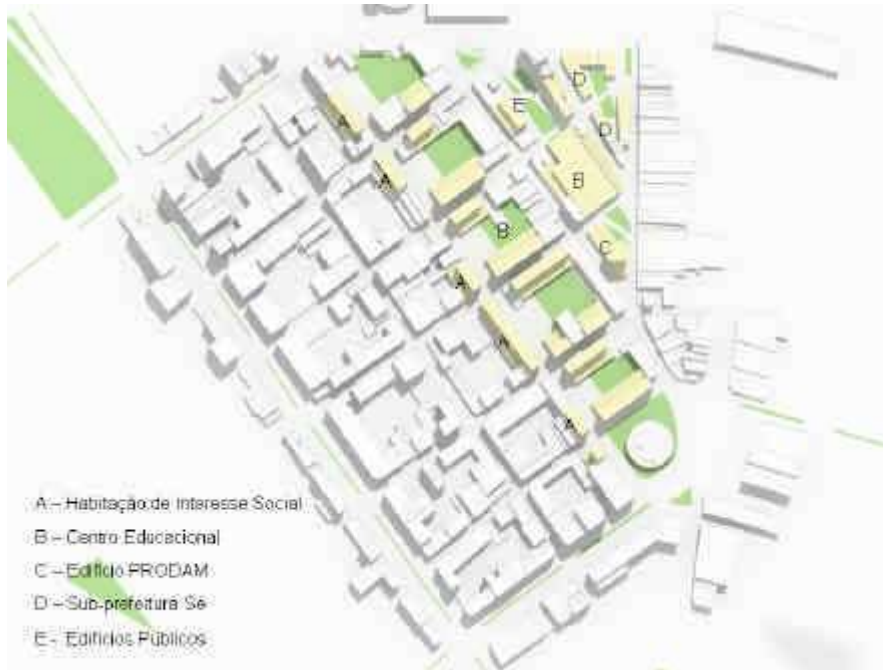 D
E
A
D
A
B
B
C
A
A
A
A – Habitação de Interesse Social
B – Centro Educacional
C – Edifício PRODAM
D – Sub-prefeitura Sé
E - Edifícios Públicos